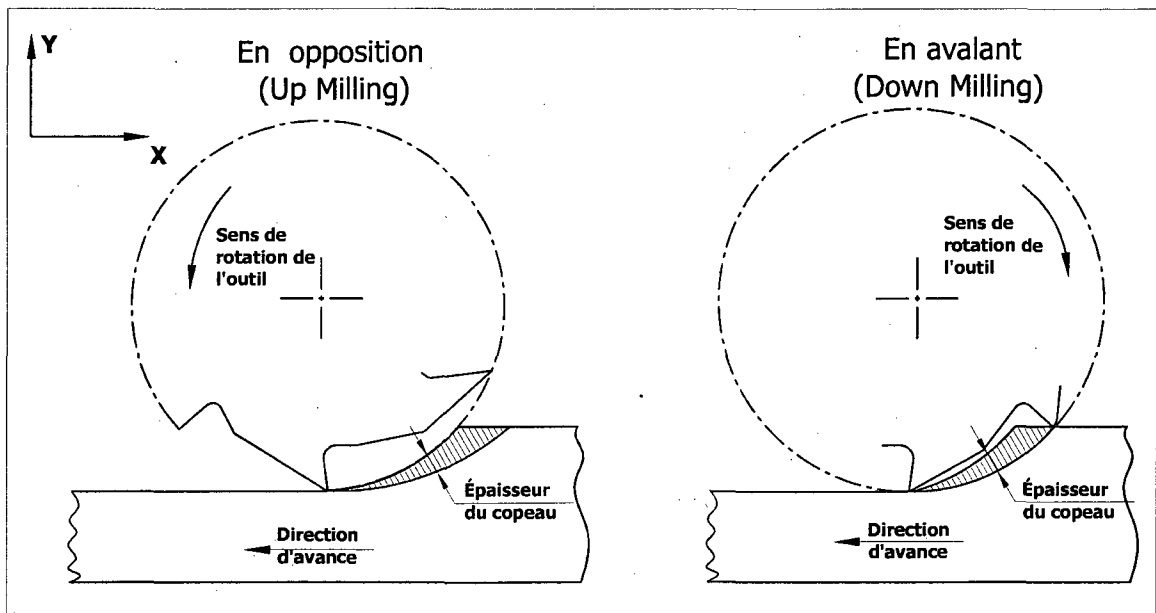 Y
X
En opposition
(Up Milling)
Sens de
rotation de
l'outil
Épaisseur
du copeau
Direction
d'avance
En avalant
(Down Milling)
Sens de
rotation de
l'outil
Épaisseur
du copeau
Direction
d'avance